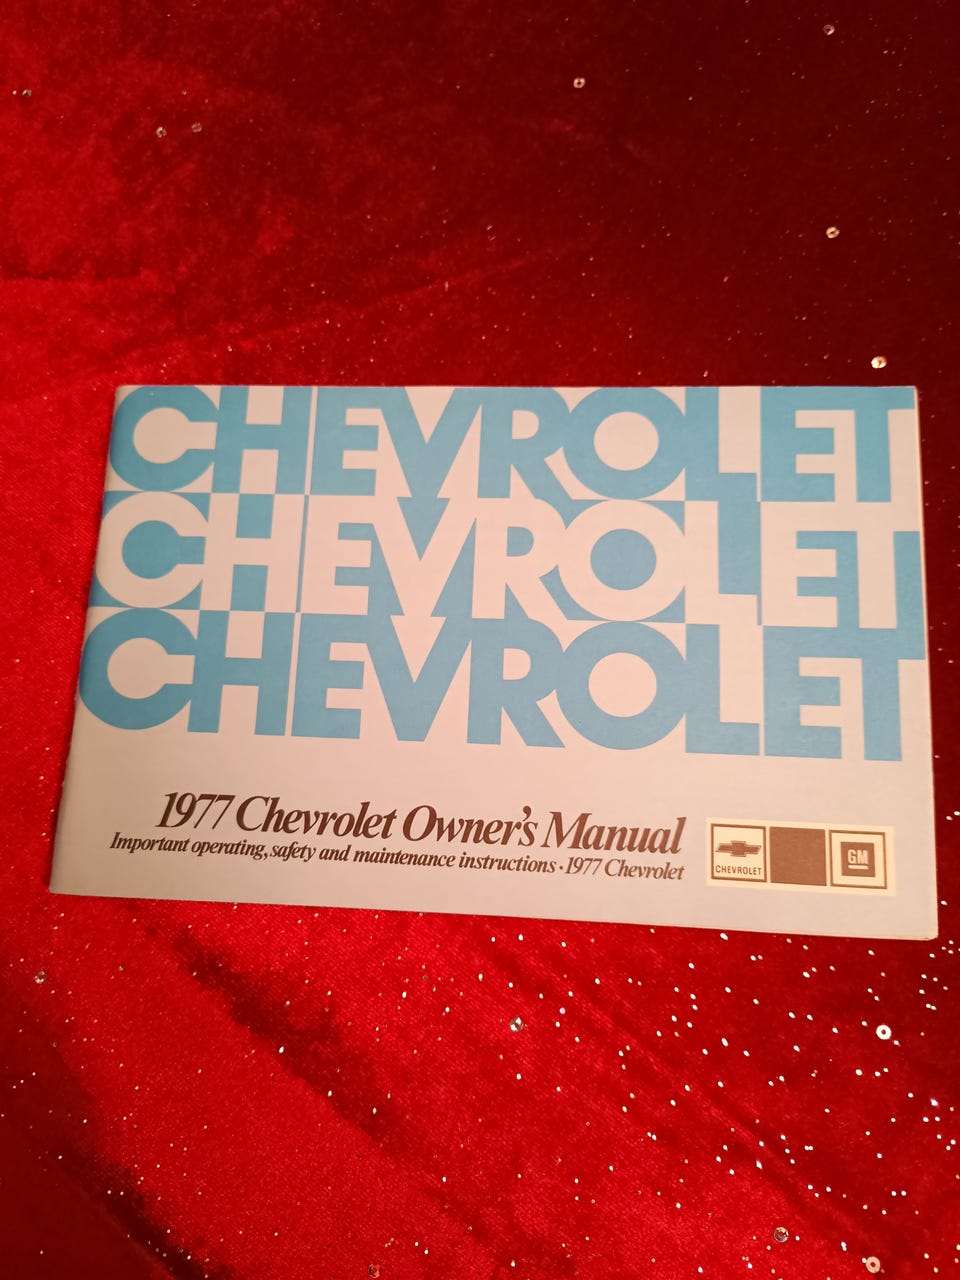 CHEVROLET
CHEVROLET
CHEVROLET
1977 Chevrolet Owner's Manual
Important operating, safety and maintenance instructions • 1977 Chevrolet
CHEVROLET
GM